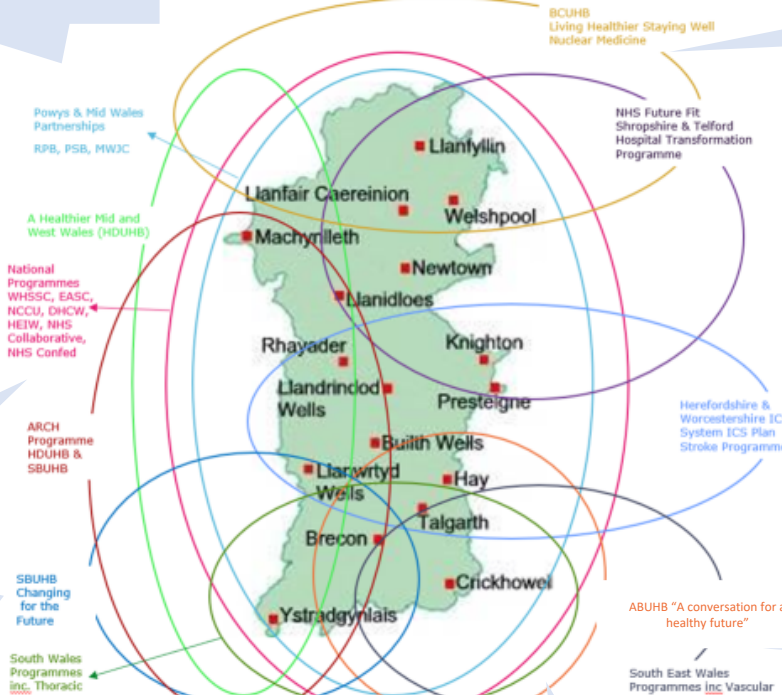 BCUHB
Living Healthier Staying Well
Nuclear Medicine
Powys & Mid Wales
Partnerships
RPB, PSB, MWJC
NHS Future Fit
Shropshire & Telford
Hospital Transformation
Programme
Llanfyllin
Llanfair Caereinion
Welshpool
A Healthier Mid and
West Wales (HDUHB)
Machynlleth
National
Programmes
WHSSC, EASC,
NCCU, DHCW,
HEIW, NHS
Collaborative,
NHS Confed
Newtown
Llanidloes
Rhayader
Knighton
Llandrindod
Wells
Presteigne
Herefordshire &
Worcestershire IC
System ICS Plan
Stroke Programm
ARCH
Programme
HDUHB &
SBUHB
Builth Wells
Llanwrtyd
Wells
Hay
Talgarth
Brecon
SBUHB
Changing
for the
Future
Crickhowel
Ystradgynlais
ABUHB “A conversation for a
healthy future”
South Wales
Programmes
inc. Thoracic
South East Wales
Programmes inc Vascular